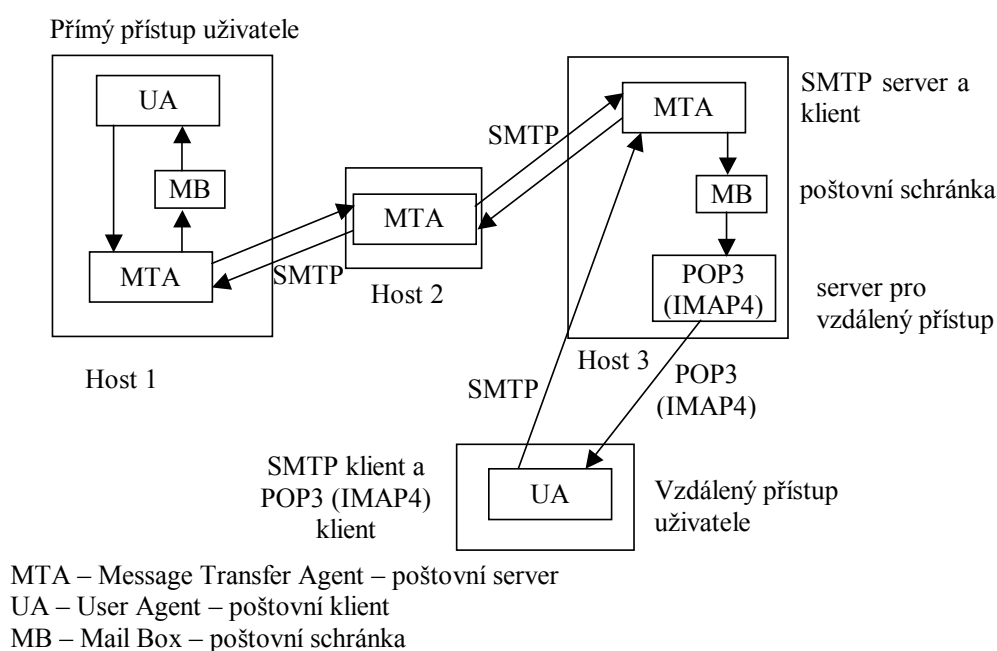 Přímý přístup uživatele
UA
MB
MTA
Host 1
SMTP
MTA
Host 2
SMTP
MTA
MB
POP3
(IMAP4)
Host 3
SMTP server a
klient
poštovní schránka
server pro
vzdálený přístup
SMTP
POP3
(IMAP4)
SMTP klient a
POP3 (IMAP4)
klient
UA
Vzdálený přístup
uživatele
MTA – Message Transfer Agent – poštovní server
UA – User Agent – poštovní klient
MB – Mail Box – poštovní schránka